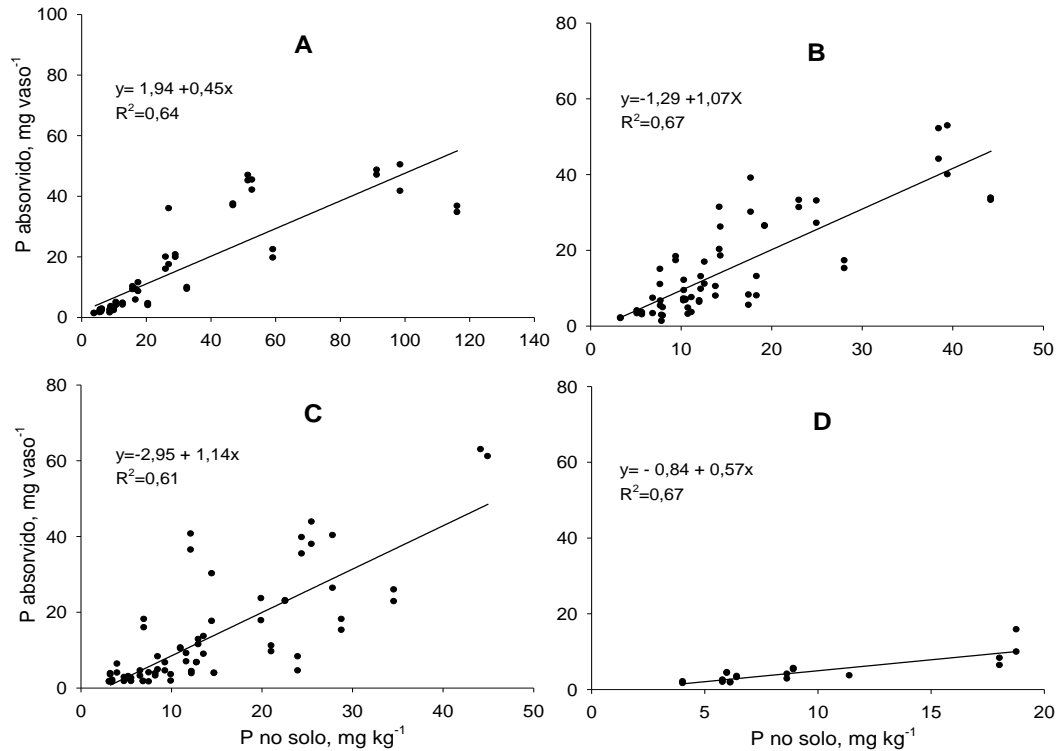 A
y= 1,94 +0,45x
R²=0,64
P absorvido, mg vaso⁻¹
100
80
60
40
20
0
0 20 40 60 80 100 120 140
B
y=-1,29 +1,07X
R²=0,67
80
60
40
20
0
0 10 20 30 40 50
C
y=-2,95 + 1,14x
R²=0,61
P absorvido, mg vaso⁻¹
80
60
40
20
0
0 10 20 30 40 50
P no solo, mg kg⁻¹
D
y= - 0,84 + 0,57x
R²=0,67
80
60
40
20
0
0 5 10 15 20
P no solo, mg kg⁻¹